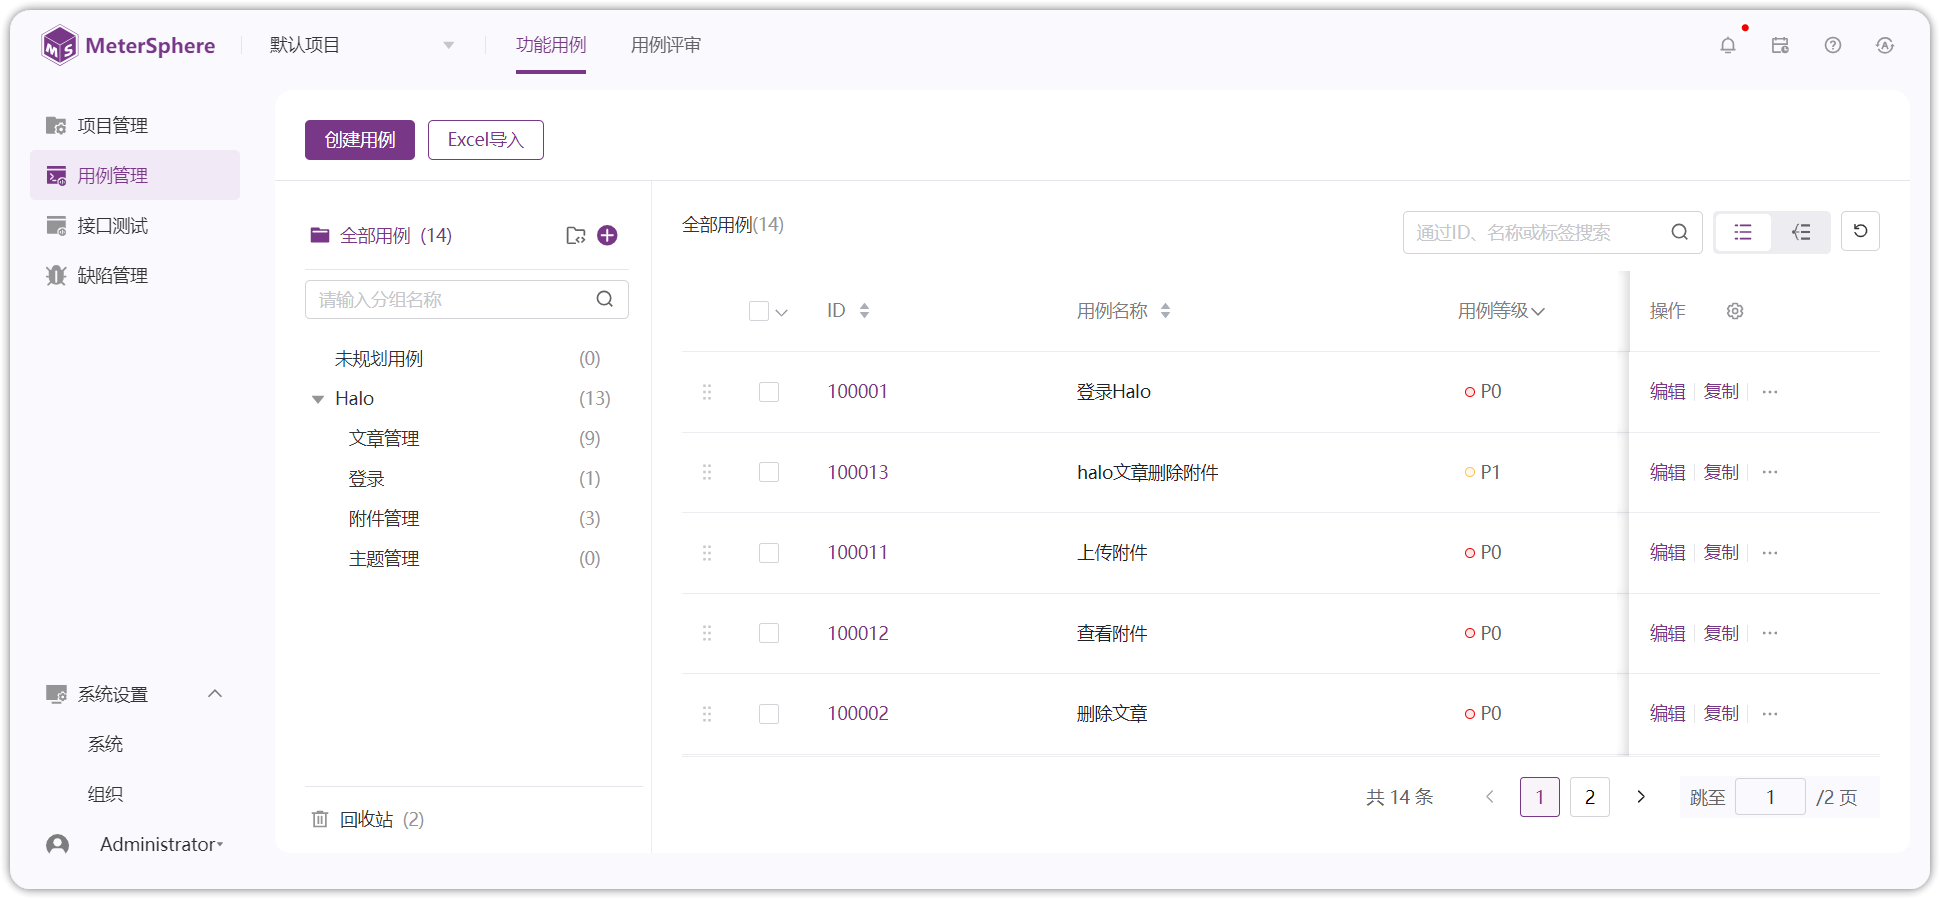 MeterSphere
默认项目
功能用例
用例评审
项目管理
用例管理
接口测试
缺陷管理
系统设置
系统
组织
Administrator
创建用例
Excel导入
全部用例 (14)
请输入分组名称
未规划用例 (0)
Halo (13)
文章管理 (9)
登录 (1)
附件管理 (3)
主题管理 (0)
回收站 (2)
全部用例(14)
通过ID、名称或标签搜索
ID 用例名称 用例等级 操作
100001 登录Halo P0 编辑 复制 ···
100013 halo文章删除附件 P1 编辑 复制 ···
100011 上传附件 P0 编辑 复制 ···
100012 查看附件 P0 编辑 复制 ···
100002 删除文章 P0 编辑 复制 ···
共 14 条 1 2 跳至 1 /2 页